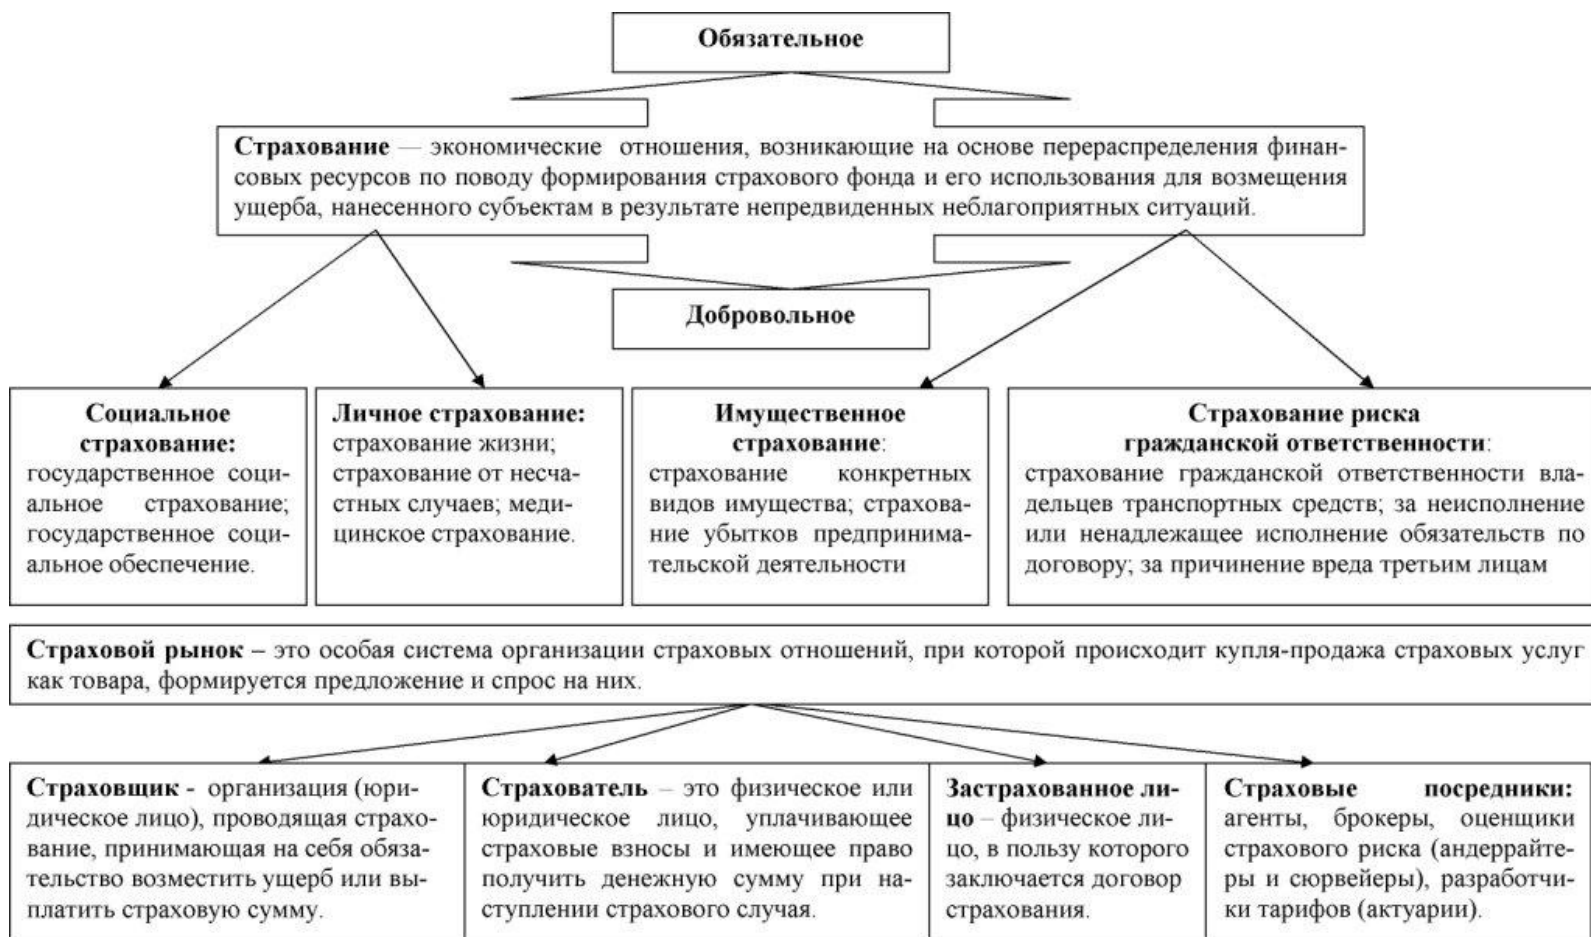 Обязательное
Страхование — экономические отношения, возникающие на основе перераспределения финан-
совых ресурсов по поводу формирования страхового фонда и его использования для возмещения
ущерба, нанесенного субъектам в результате непредвиденных неблагоприятных ситуаций.
Добровольное
Социальное
страхование:
государственное соци-
альное страхование;
государственное соци-
альное обеспечение.
Личное страхование:
страхование жизни;
страхование от несча-
стных случаев; меди-
цинское страхование.
Имущественное
страхование:
страхование конкретных
видов имущества; страхова-
ние убытков предпринима-
тельской деятельности
Страхование риска
гражданской ответственности:
страхование гражданской ответственности вла-
дельцев транспортных средств; за неисполнение
или ненадлежащее исполнение обязательств по
договору; за причинение вреда третьим лицам
Страховой рынок – это особая система организации страховых отношений, при которой происходит купля-продажа страховых услуг
как товара, формируется предложение и спрос на них.
Страховщик - организация (юри-
дическое лицо), проводящая страхо-
вание, принимающая на себя обяза-
тельство возместить ущерб или вы-
платить страховую сумму.
Страхователь – это физическое или
юридическое лицо, уплачивающее
страховые взносы и имеющее право
получить денежную сумму при на-
ступлении страхового случая.
Застрахованное ли-
цо – физическое ли-
цо, в пользу которого
заключается договор
страхования.
Страховые посредники:
агенты, брокеры, оценщики
страхового риска (андеррайте-
ры и сюрвейеры), разработчи-
ки тарифов (актуарии).